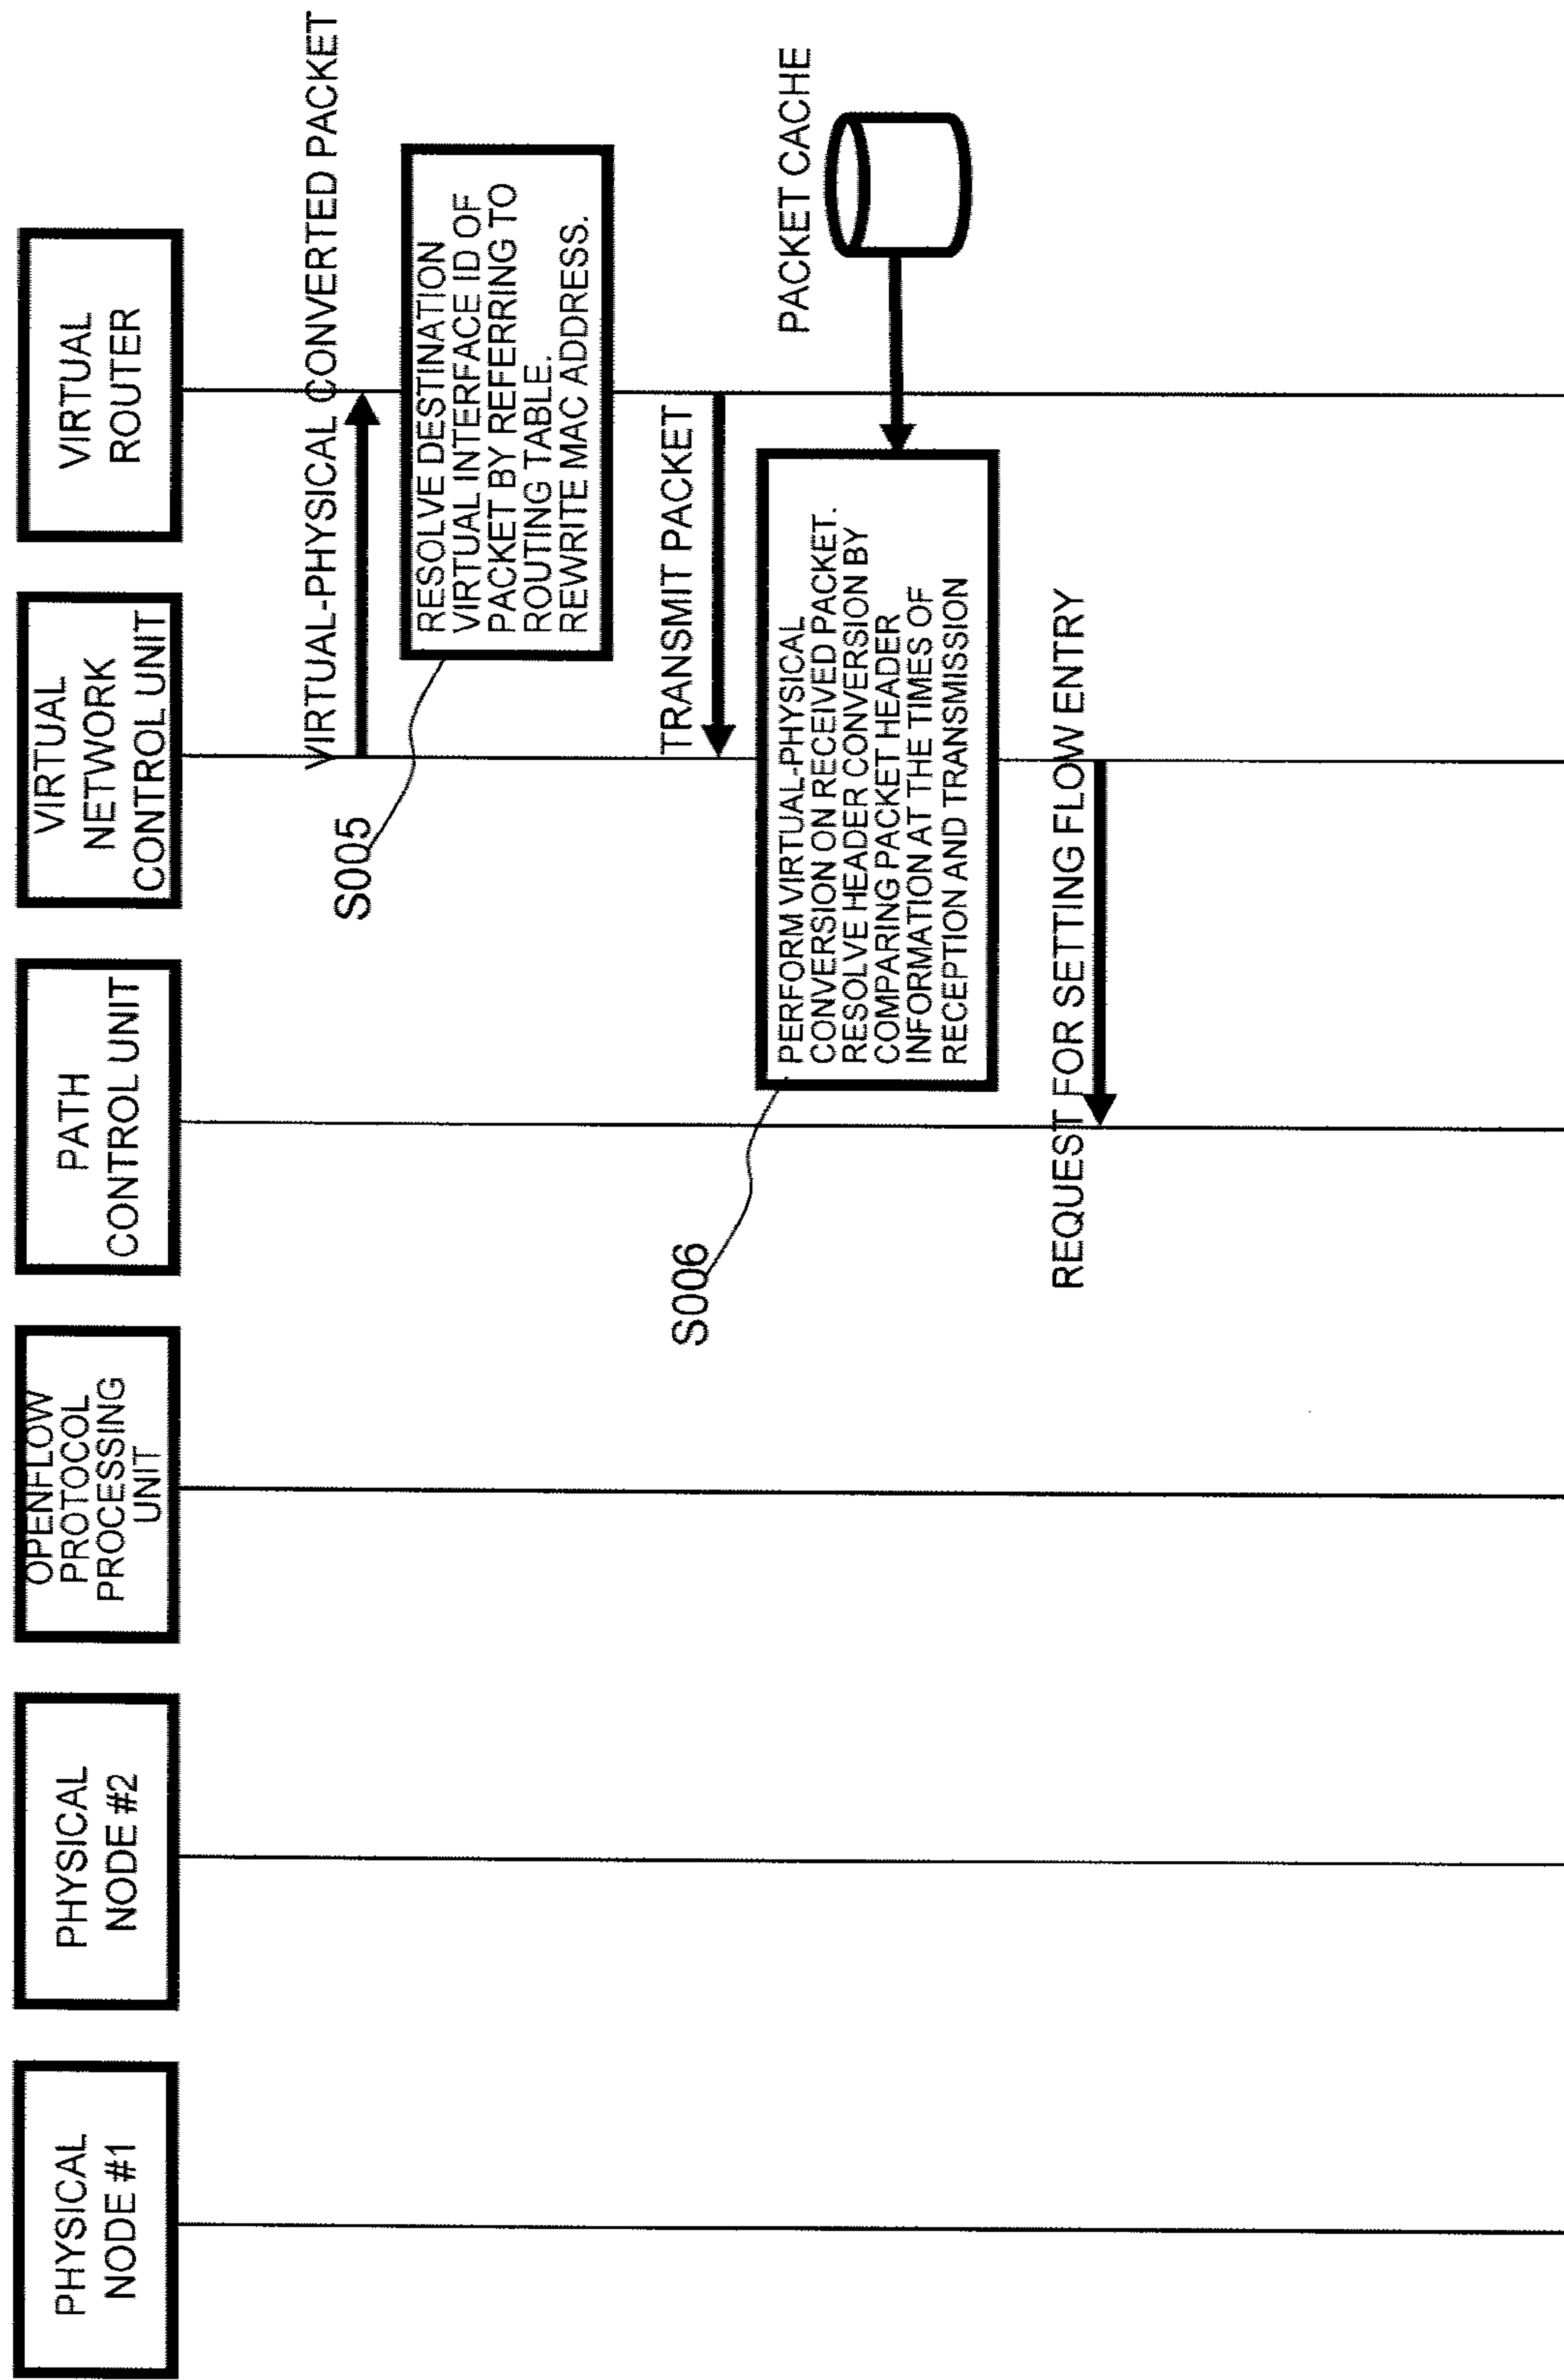 PHYSICAL
NODE #1
PHYSICAL
NODE #2
OPENFLOW
PROTOCOL
PROCESSING
UNIT
PATH
CONTROL UNIT
VIRTUAL
NETWORK
CONTROL UNIT
VIRTUAL
ROUTER
VIRTUAL-PHYSICAL CONVERTED PACKET
S005
RESOLVE DESTINATION
VIRTUAL INTERFACE ID OF
PACKET BY REFERRING TO
ROUTING TABLE.
REWRITE MAC ADDRESS.
TRANSMIT PACKET
S006
PERFORM VIRTUAL-PHYSICAL
CONVERSION ON RECEIVED PACKET.
RESOLVE HEADER CONVERSION BY
COMPARING PACKET HEADER
INFORMATION AT THE TIMES OF
RECEPTION AND TRANSMISSION
PACKET CACHE
REQUEST FOR SETTING FLOW ENTRY